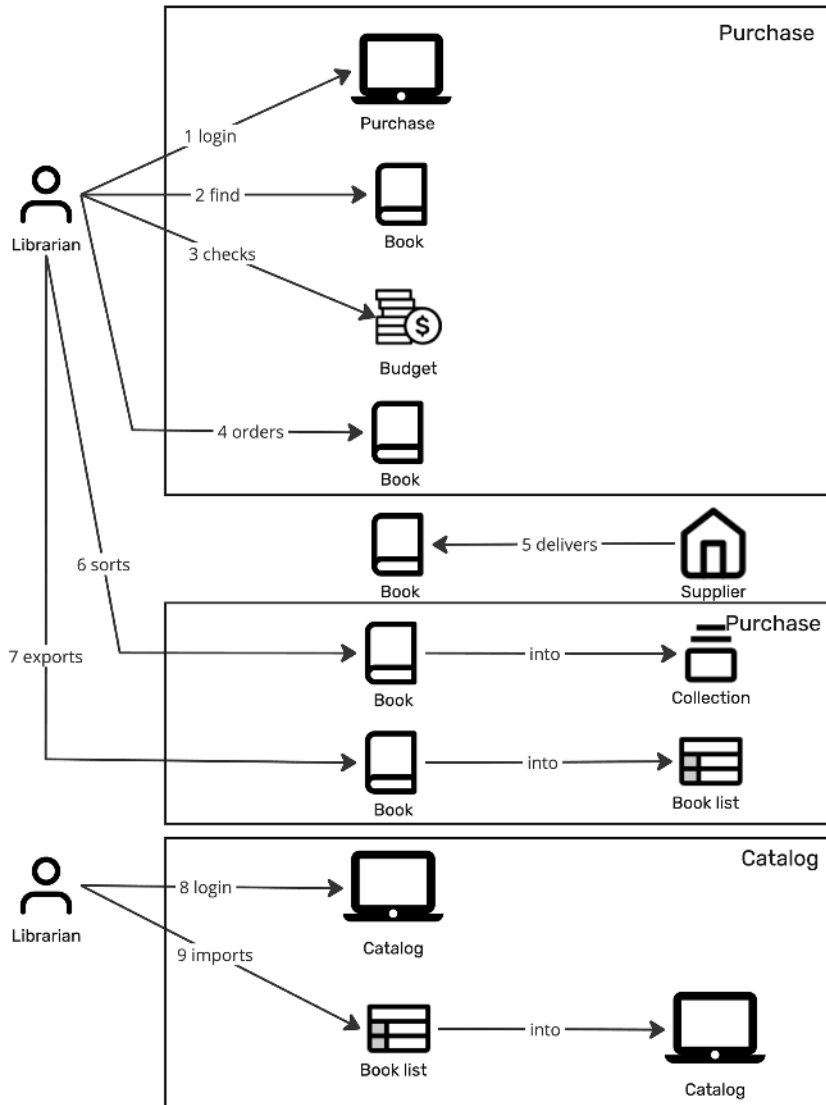 Purchase
Purchase
1 login
2 find
Book
Librarian
3 checks
Budget
4 orders
Book
5 delivers
Book
Supplier
6 sorts
Purchase
7 exports
into
Book
Collection
into
Book
Book list
Catalog
8 login
Librarian
Catalog
9 imports
into
Book list
Catalog